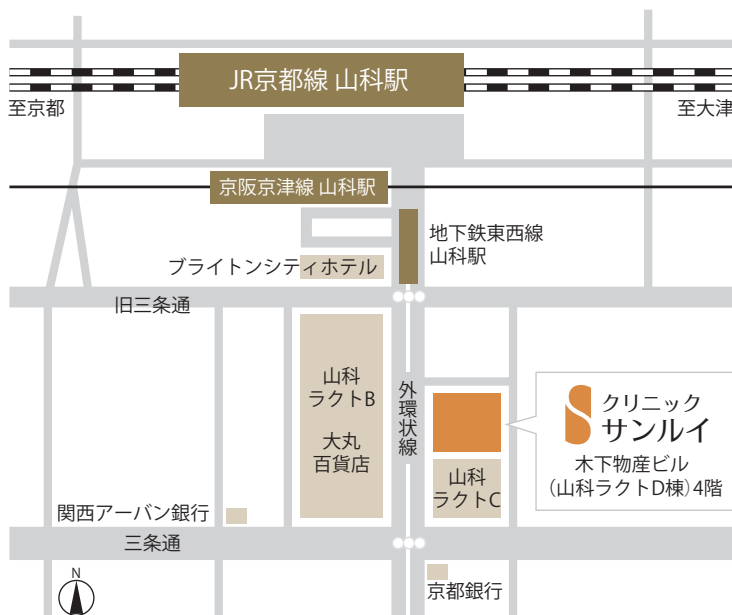 JR京都線 山科駅
至京都
至大津
京阪京津線 山科駅
地下鉄東西線
山科駅
ブライトンシティホテル
旧三条通
山科
ラクトB
大丸
百貨店
外環状線
クリニック
サンルイ
木下物産ビル
(山科ラクトD棟)4階
山科
ラクトC
関西アーバン銀行
三条通
京都銀行
N